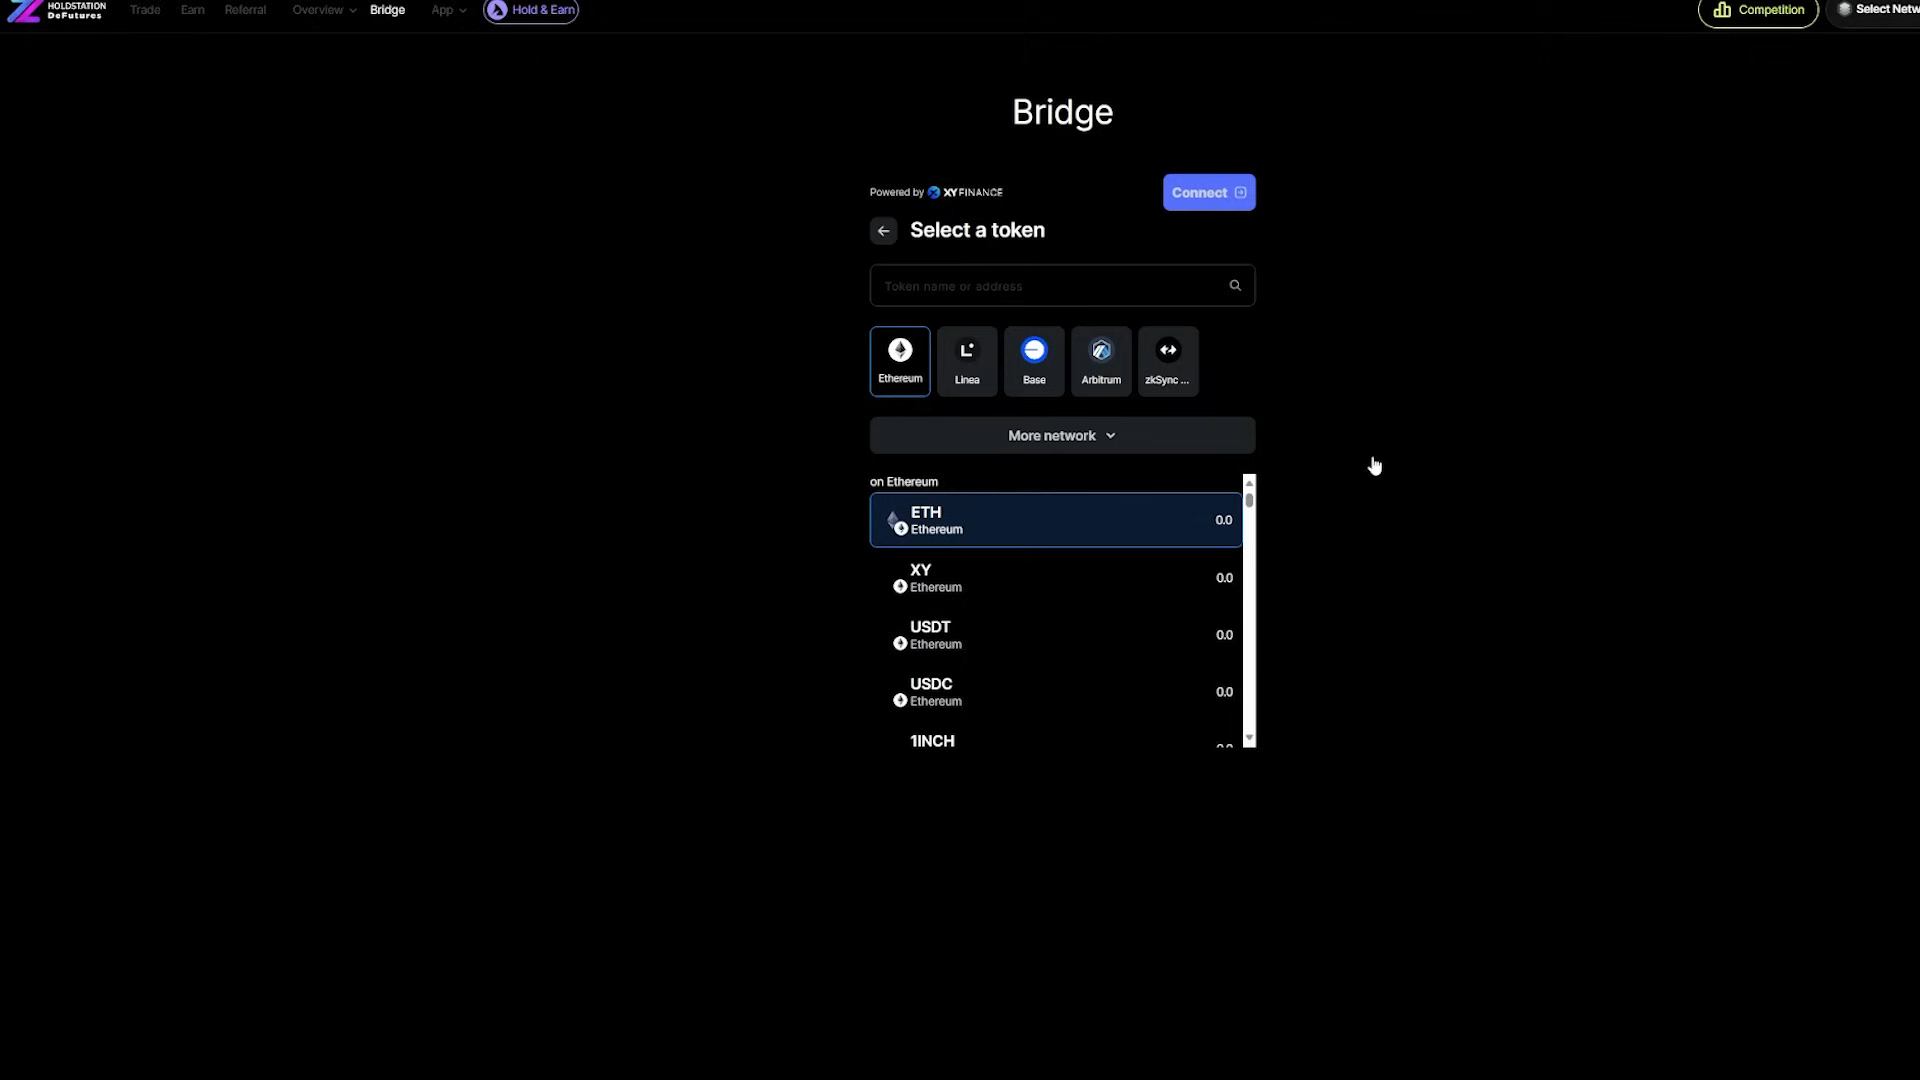 HOLDSTATION
DeFutures
Trade
Earn
Referral
Overview
Bridge
App
Hold & Earn
Competition
Select Netw
Bridge
Powered by XY FINANCE
Connect
Select a token
Token name or address
Ethereum
Linea
Base
Arbitrum
zkSync ...
More network
on Ethereum
ETH
Ethereum
0.0
XY
Ethereum
0.0
USDT
Ethereum
0.0
USDC
Ethereum
0.0
1INCH
0.0